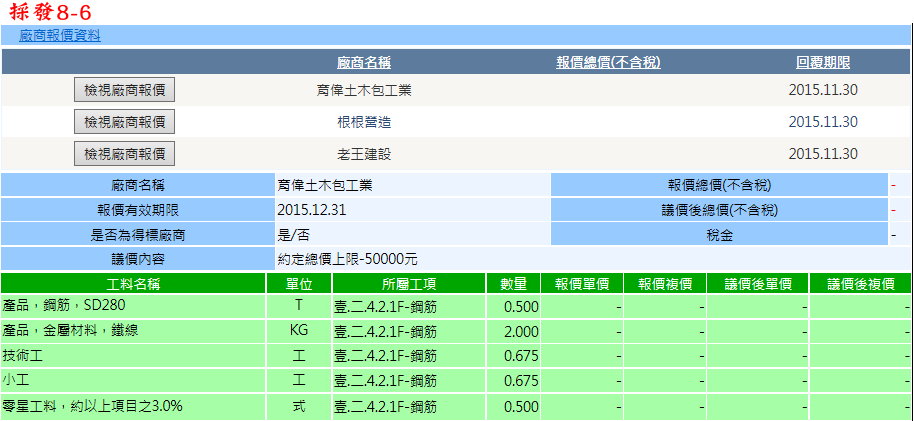 採發8-6
廠商報價資料
廠商名稱 報價總價(不含稅) 回覆期限
檢視廠商報價 育偉土木包工業 2015.11.30
檢視廠商報價 根根營造 2015.11.30
檢視廠商報價 老王建設 2015.11.30
廠商名稱 育偉土木包工業 報價總價(不含稅) -
報價有效期限 2015.12.31 議價後總價(不含稅) -
是否為得標廠商 是/否 稅金 -
議價內容 約定總價上限-50000元
工料名稱 單位 所屬工項 數量 報價單價 報價複價 議價後單價 議價後複價
產品，鋼筋，SD280 T 壹.二.4.2.1F-鋼筋 0.500 - - - -
產品，金屬材料，鐵線 KG 壹.二.4.2.1F-鋼筋 2.000 - - - -
技術工 工 壹.二.4.2.1F-鋼筋 0.675 - - - -
小工 工 壹.二.4.2.1F-鋼筋 0.675 - - - -
零星工料，約以上項目之3.0% 式 壹.二.4.2.1F-鋼筋 0.500 - - - -